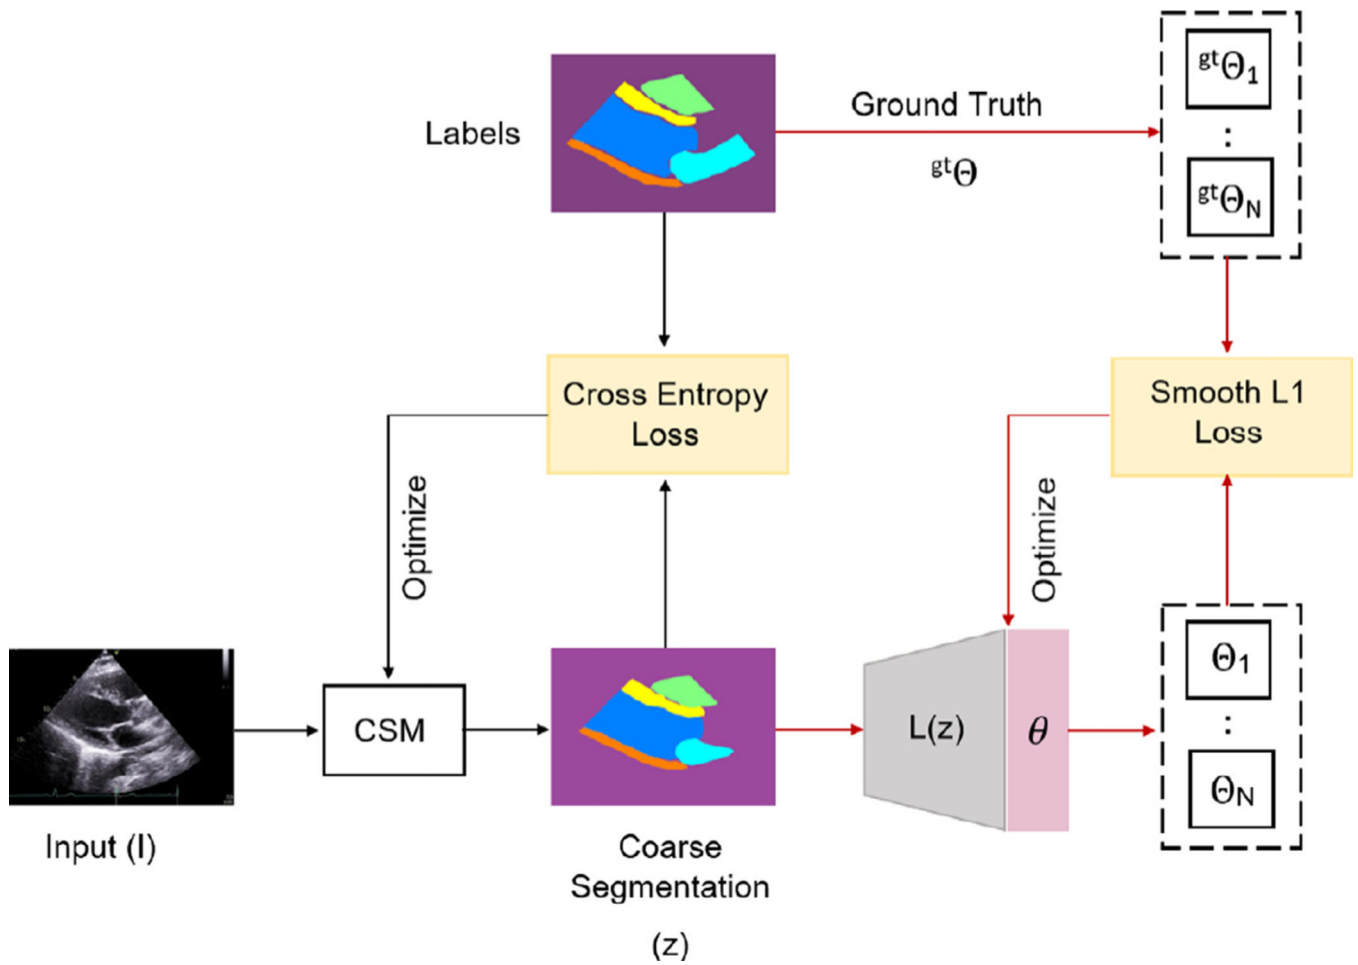 Labels
Ground Truth
gtΘ
gtΘ1
:
gtΘN
Cross Entropy
Loss
Smooth L1
Loss
Optimize
Optimize
Input (I)
CSM
Coarse
Segmentation
(z)
L(z)
θ
Θ1
:
ΘN